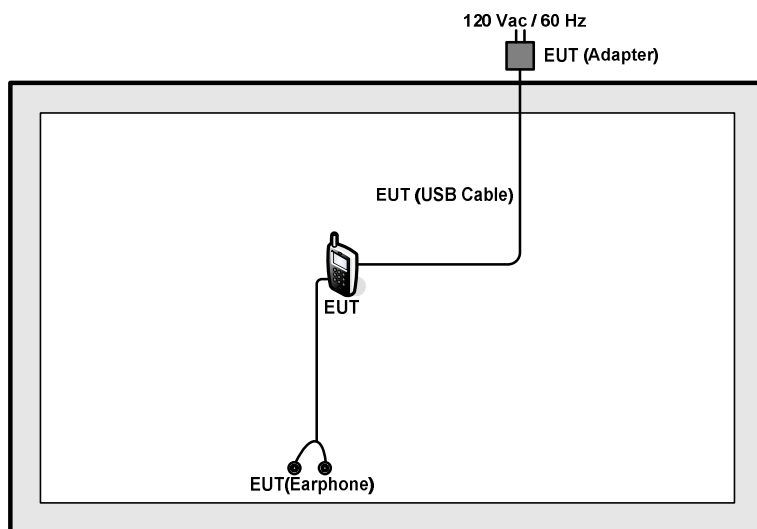 120 Vac / 60 Hz
EUT (Adapter)
EUT (USB Cable)
EUT
EUT(Earphone)